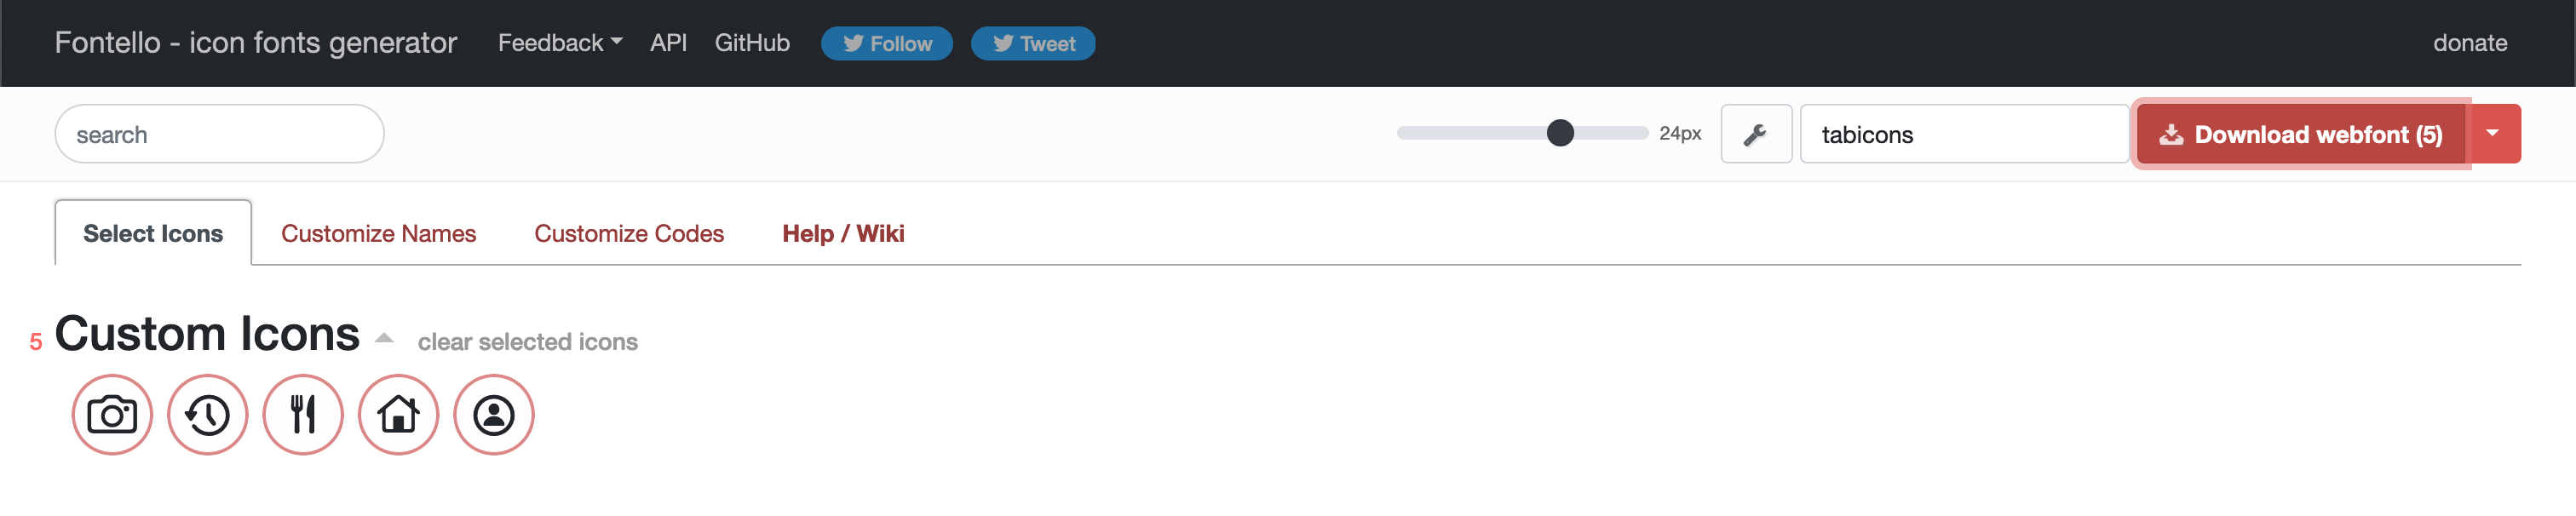 Fontello - icon fonts generator Feedback API GitHub Follow Tweet donate
search 24px tabicons Download webfont (5)
Select Icons Customize Names Customize Codes Help / Wiki
5 Custom Icons clear selected icons